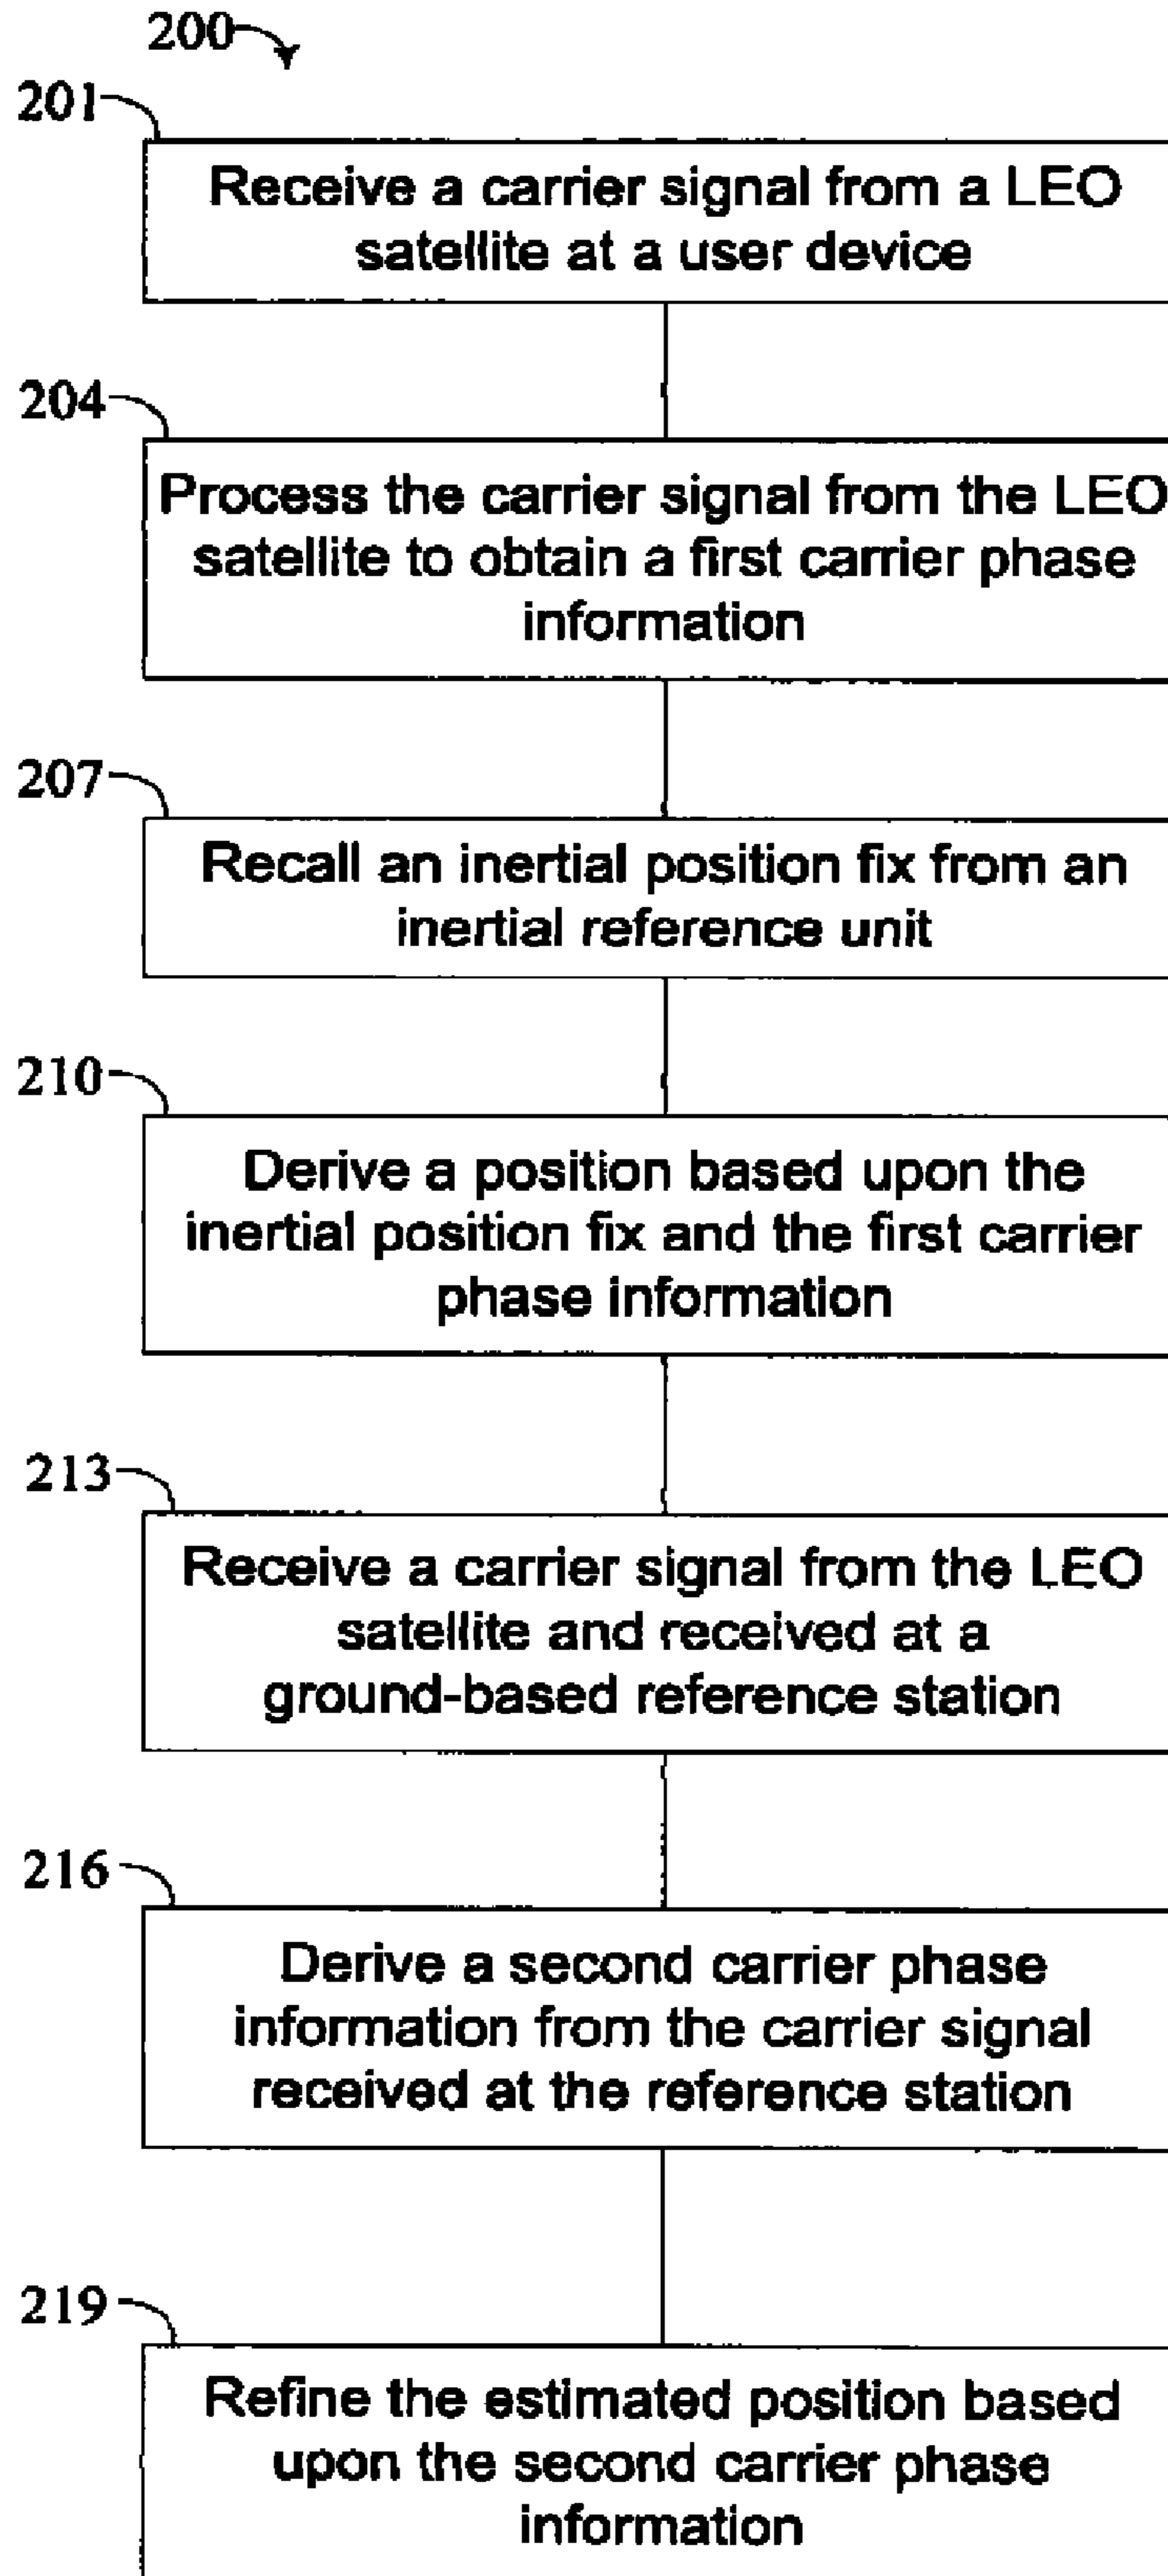 200
201
Receive a carrier signal from a LEO
satellite at a user device
204
Process the carrier signal from the LEO
satellite to obtain a first carrier phase
information
207
Recall an inertial position fix from an
inertial reference unit
210
Derive a position based upon the
inertial position fix and the first carrier
phase information
213
Receive a carrier signal from the LEO
satellite and received at a
ground-based reference station
216
Derive a second carrier phase
information from the carrier signal
received at the reference station
219
Refine the estimated position based
upon the second carrier phase
information